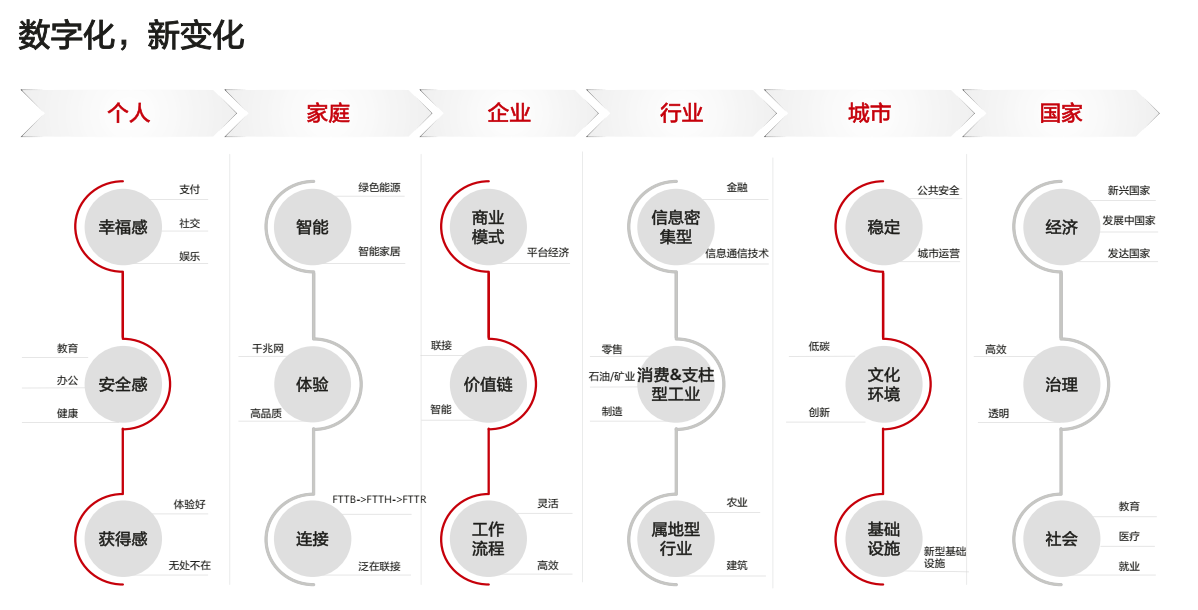 数字化，新变化
个人
家庭
企业
行业
城市
国家
幸福感
支付
社交
娱乐
安全感
教育
办公
健康
获得感
体验好
无处不在
智能
绿色能源
智能家居
体验
千兆网
高品质
连接
FTTB->FTTH->FTTR
泛在联接
商业
模式
平台经济
价值链
联接
智能
工作
流程
灵活
高效
信息密
集型
金融
信息通信技术
消费&支柱
型工业
零售
石油/矿业
制造
属地型
行业
农业
建筑
稳定
公共安全
城市运营
文化
环境
低碳
创新
基础
设施
新型基础
设施
经济
新兴国家
发展中国家
发达国家
治理
高效
透明
社会
教育
医疗
就业